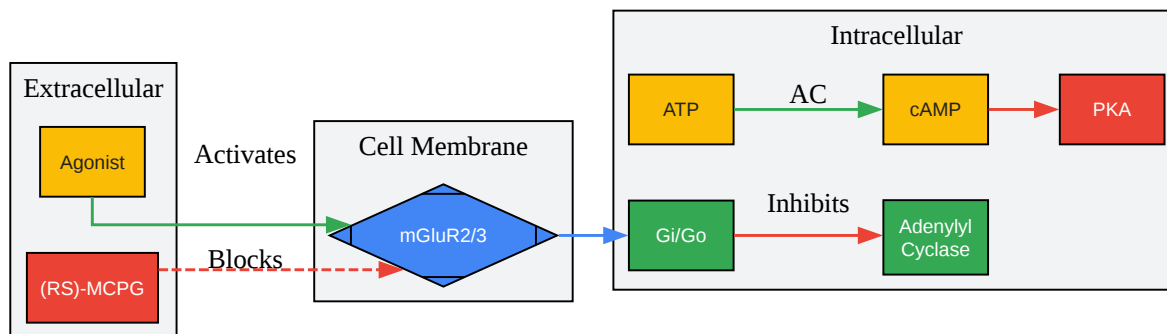 Extracellular
Agonist
(RS)-MCPG
Activates
Blocks
Cell Membrane
mGluR2/3
Intracellular
ATP
AC
cAMP
PKA
Gi/Go
Inhibits
Adenylyl
Cyclase